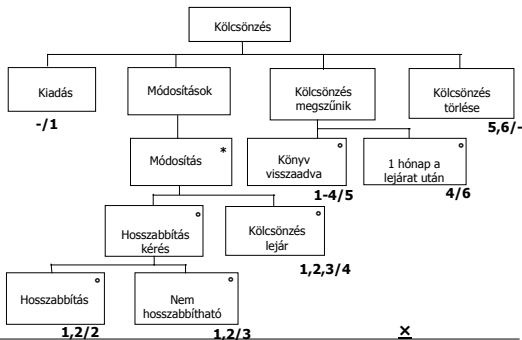 Kölcsönzés
Kiadás
-/1
Módosítások
Kölcsönzés
megszűnik
Kölcsönzés
törlése
5,6/-
Módosítás
*
Könyv
visszaadva
1-4/5
1 hónap a
lejárat után
4/6
Hosszabbítás
kérés
Kölcsönzés
lejár
1,2,3/4
Hosszabbítás
1,2/2
Nem
hosszabbítható
1,2/3
×